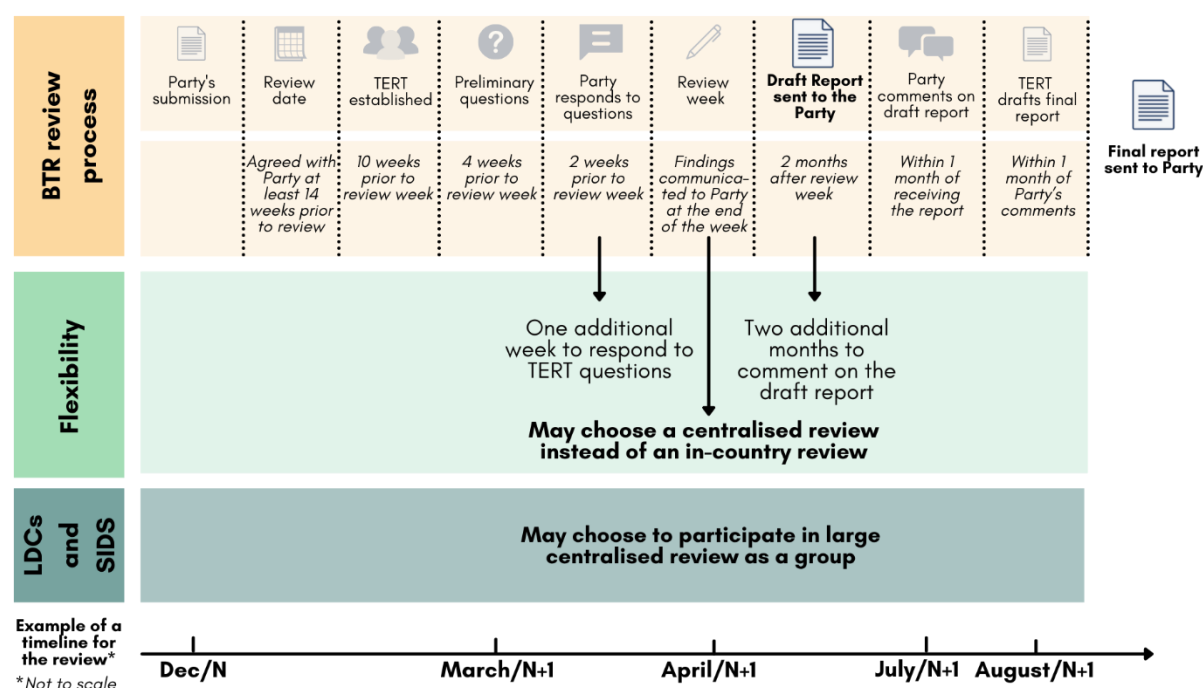 BTR review
process
Party's
submission
Review
date
TERT
established
Preliminary
questions
Party
responds to
questions
Review
week
Draft Report
sent to the
Party
Party
comments on
draft report
TERT
drafts final
report
Final report
sent to Party
Agreed with
Party at
least 14
weeks prior
to review
10 weeks
prior to
review week
4 weeks
prior to
review week
2 weeks
prior to
review week
Findings
communica-
ted to Party
at the end
of the week
2 months
after review
week
Within 1
month of
receiving
the report
Within 1
month of
Party's
comments
Flexibility
One additional
week to respond to
TERT questions
Two additional
months to
comment on the
draft report
May choose a centralised review
instead of an in-country review
LDCs
and
SIDS
May choose to participate in large
centralised review as a group
Example of a
timeline for
the review*
*Not to scale
Dec/N
March/N+1
April/N+1
July/N+1
August/N+1